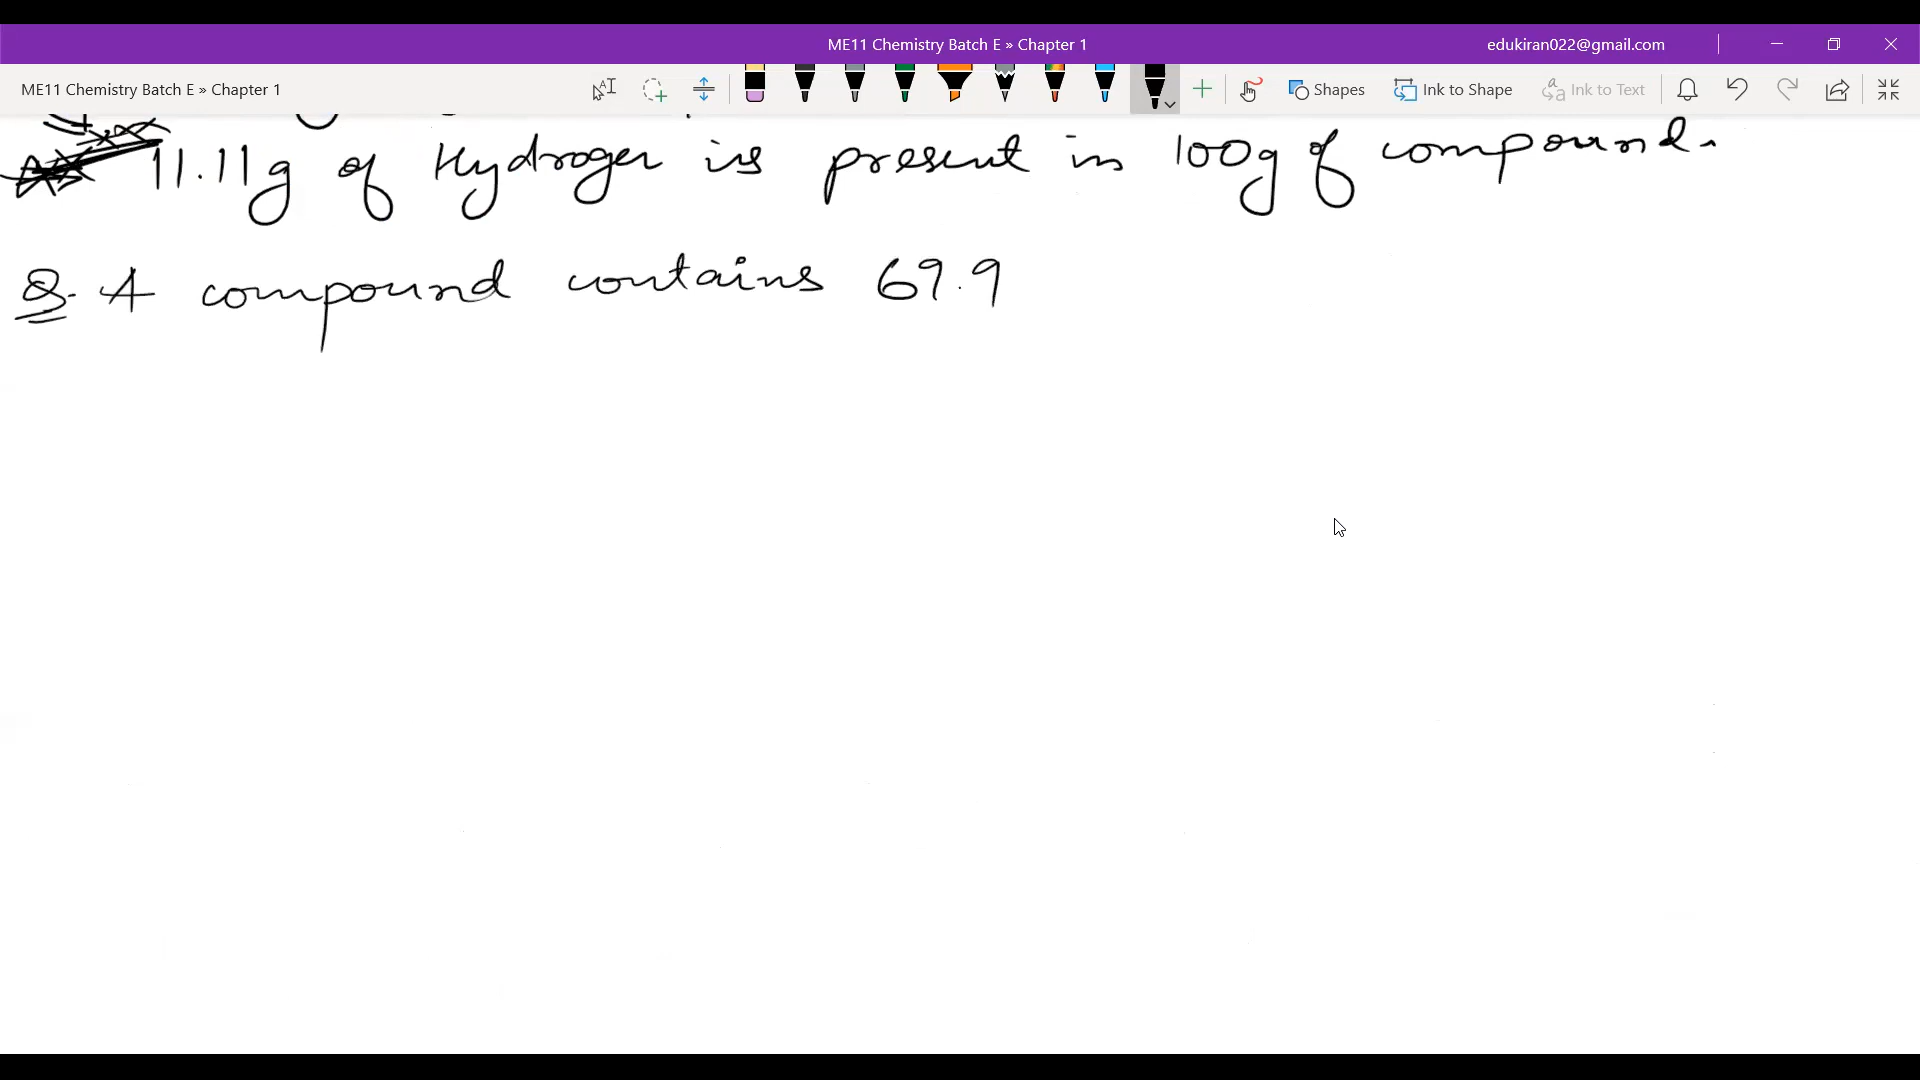 ME11 Chemistry Batch E » Chapter 1
edukiran022@gmail.com
ME11 Chemistry Batch E » Chapter 1
Shapes
Ink to Shape
Ink to Text
11.11g of Hydrogen is present in 100g of compound.
Q. A compound contains 69.9